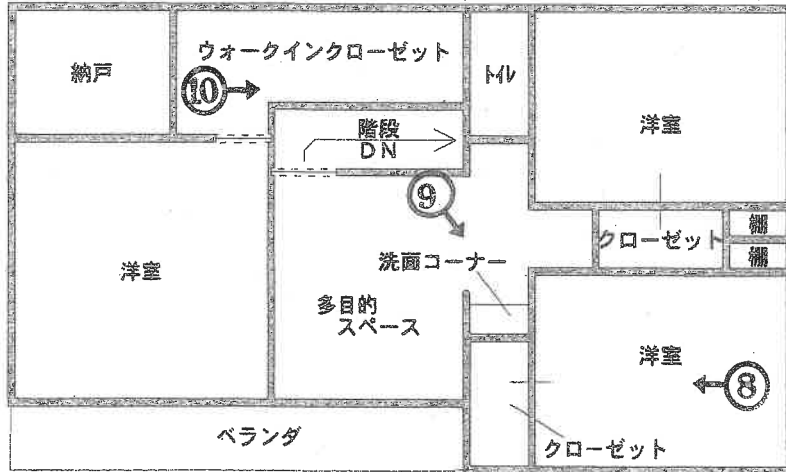 納戸
ウォークインクローゼット
⑩
トイレ
洋室
階段
DN
⑨
クローゼット
棚
棚
洋室
洗面コーナー
多目的
スペース
洋室
⑧
クローゼット
ベランダ